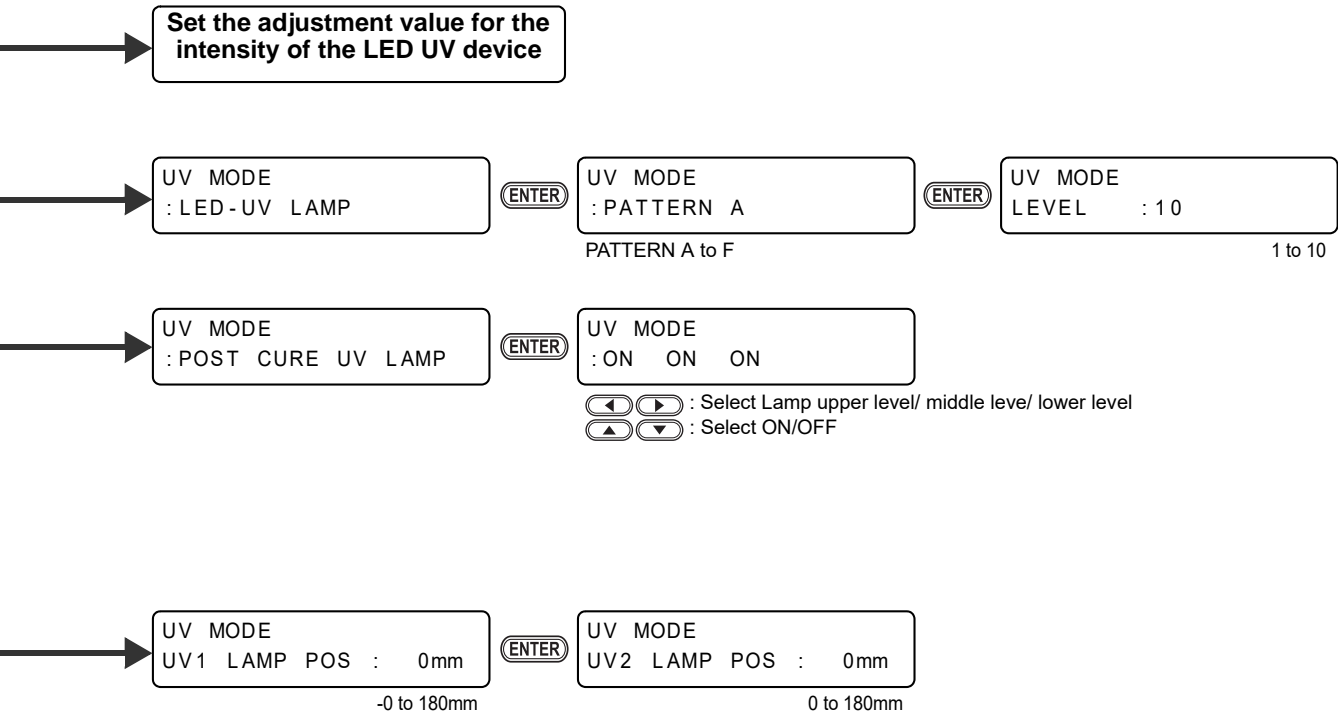 Set the adjustment value for the
intensity of the LED UV device
UV MODE
:LED-UV LAMP
ENTER
UV MODE
:PATTERN A
PATTERN A to F
ENTER
UV MODE
LEVEL :10
1 to 10
UV MODE
:POST CURE UV LAMP
ENTER
UV MODE
:ON ON ON
: Select Lamp upper level/ middle leve/ lower level
: Select ON/OFF
UV MODE
UV1 LAMP POS : 0mm
-0 to 180mm
ENTER
UV MODE
UV2 LAMP POS : 0mm
0 to 180mm